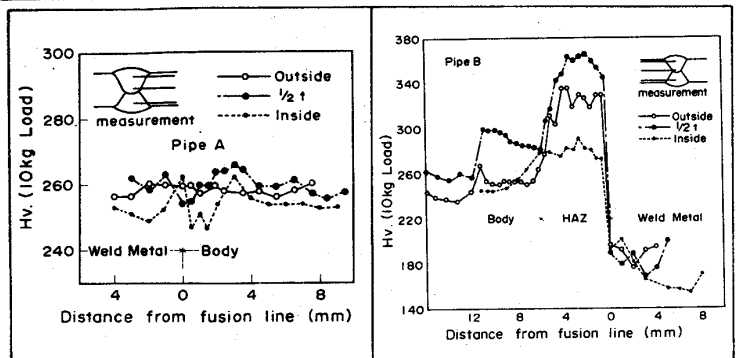 300
280
260
240
Hv. (10kg Load)
measurement
Outside
1/2 t
Inside
Pipe A
Weld Metal
Body
4 0 4 8
Distance from fusion line (mm)
380
340
300
260
220
180
140
Hv. (10kg Load)
Pipe B
measurement
Outside
1/2 t
Inside
Body
HAZ
Weld Metal
12 8 4 0 4 8
Distance from fusion line (mm)